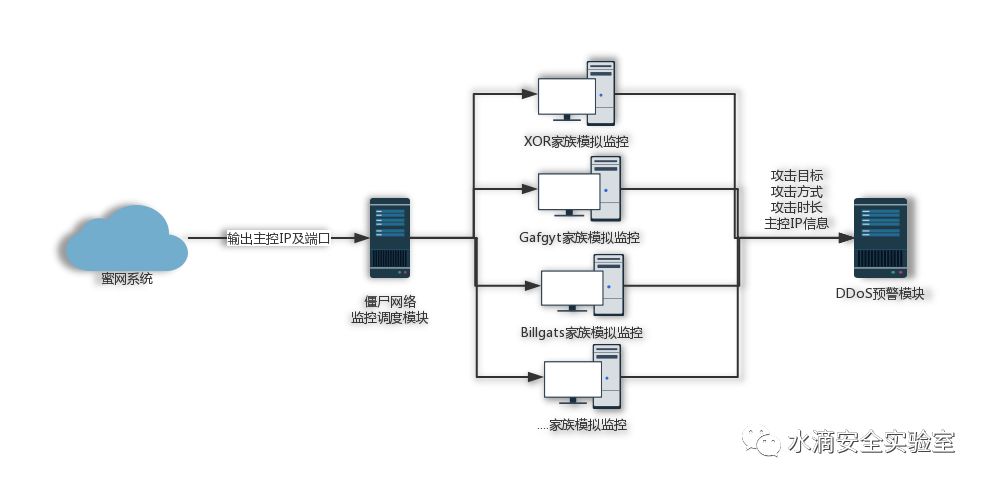 蜜网系统
输出主控IP及端口
僵尸网络
监控调度模块
XOR家族模拟监控
Gafgyt家族模拟监控
Billgats家族模拟监控
....家族模拟监控
攻击目标
攻击方式
攻击时长
主控IP信息
DDoS预警模块
水滴安全实验室